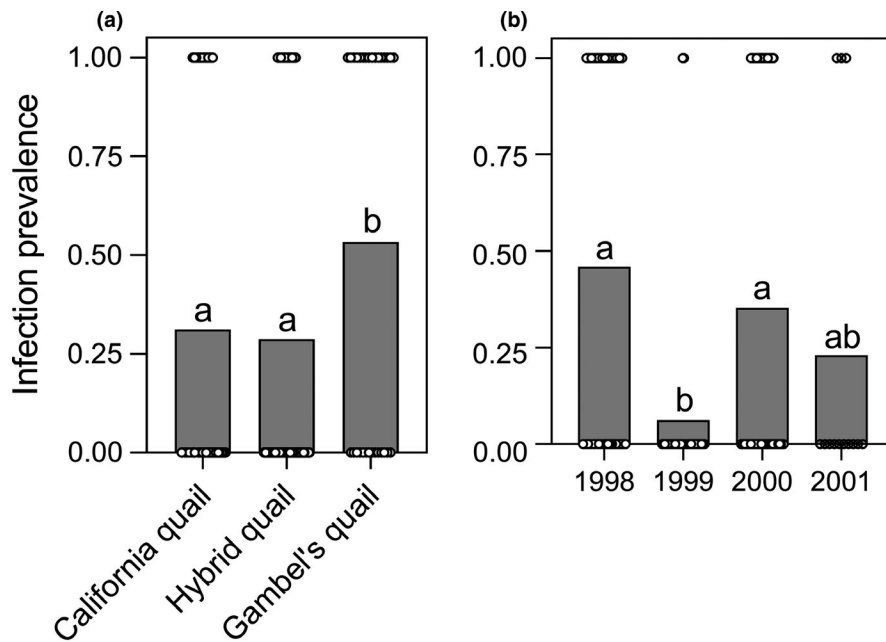 (a)
Infection prevalence
1.00
0.75
0.50
0.25
0.00
a
a
b
California quail
Hybrid quail
Gambel's quail
(b)
1.00
0.75
0.50
0.25
0.00
a
b
a
ab
1998
1999
2000
2001